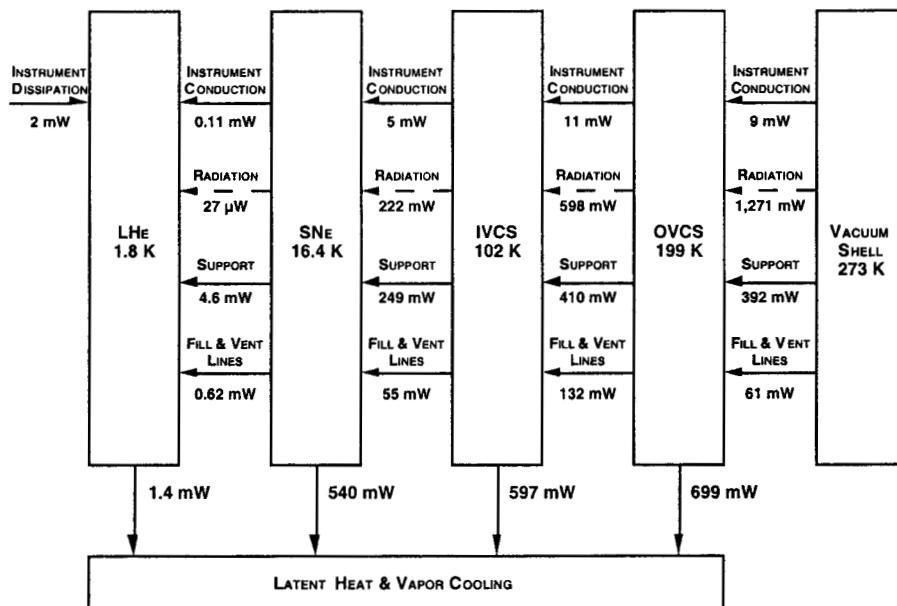 INSTRUMENT DISSIPATION
2 mW
INSTRUMENT CONDUCTION
0.11 mW
INSTRUMENT CONDUCTION
5 mW
INSTRUMENT CONDUCTION
11 mW
INSTRUMENT CONDUCTION
9 mW
RADIATION
27 µW
RADIATION
222 mW
RADIATION
598 mW
RADIATION
1,271 mW
LHE
1.8 K
SNE
16.4 K
IVCS
102 K
OVCS
199 K
VACUUM
SHELL
273 K
SUPPORT
4.6 mW
SUPPORT
249 mW
SUPPORT
410 mW
SUPPORT
392 mW
FILL & VENT
LINES
0.62 mW
FILL & VENT
LINES
55 mW
FILL & VENT
LINES
132 mW
FILL & VENT
LINES
61 mW
1.4 mW
540 mW
597 mW
699 mW
LATENT HEAT & VAPOR COOLING